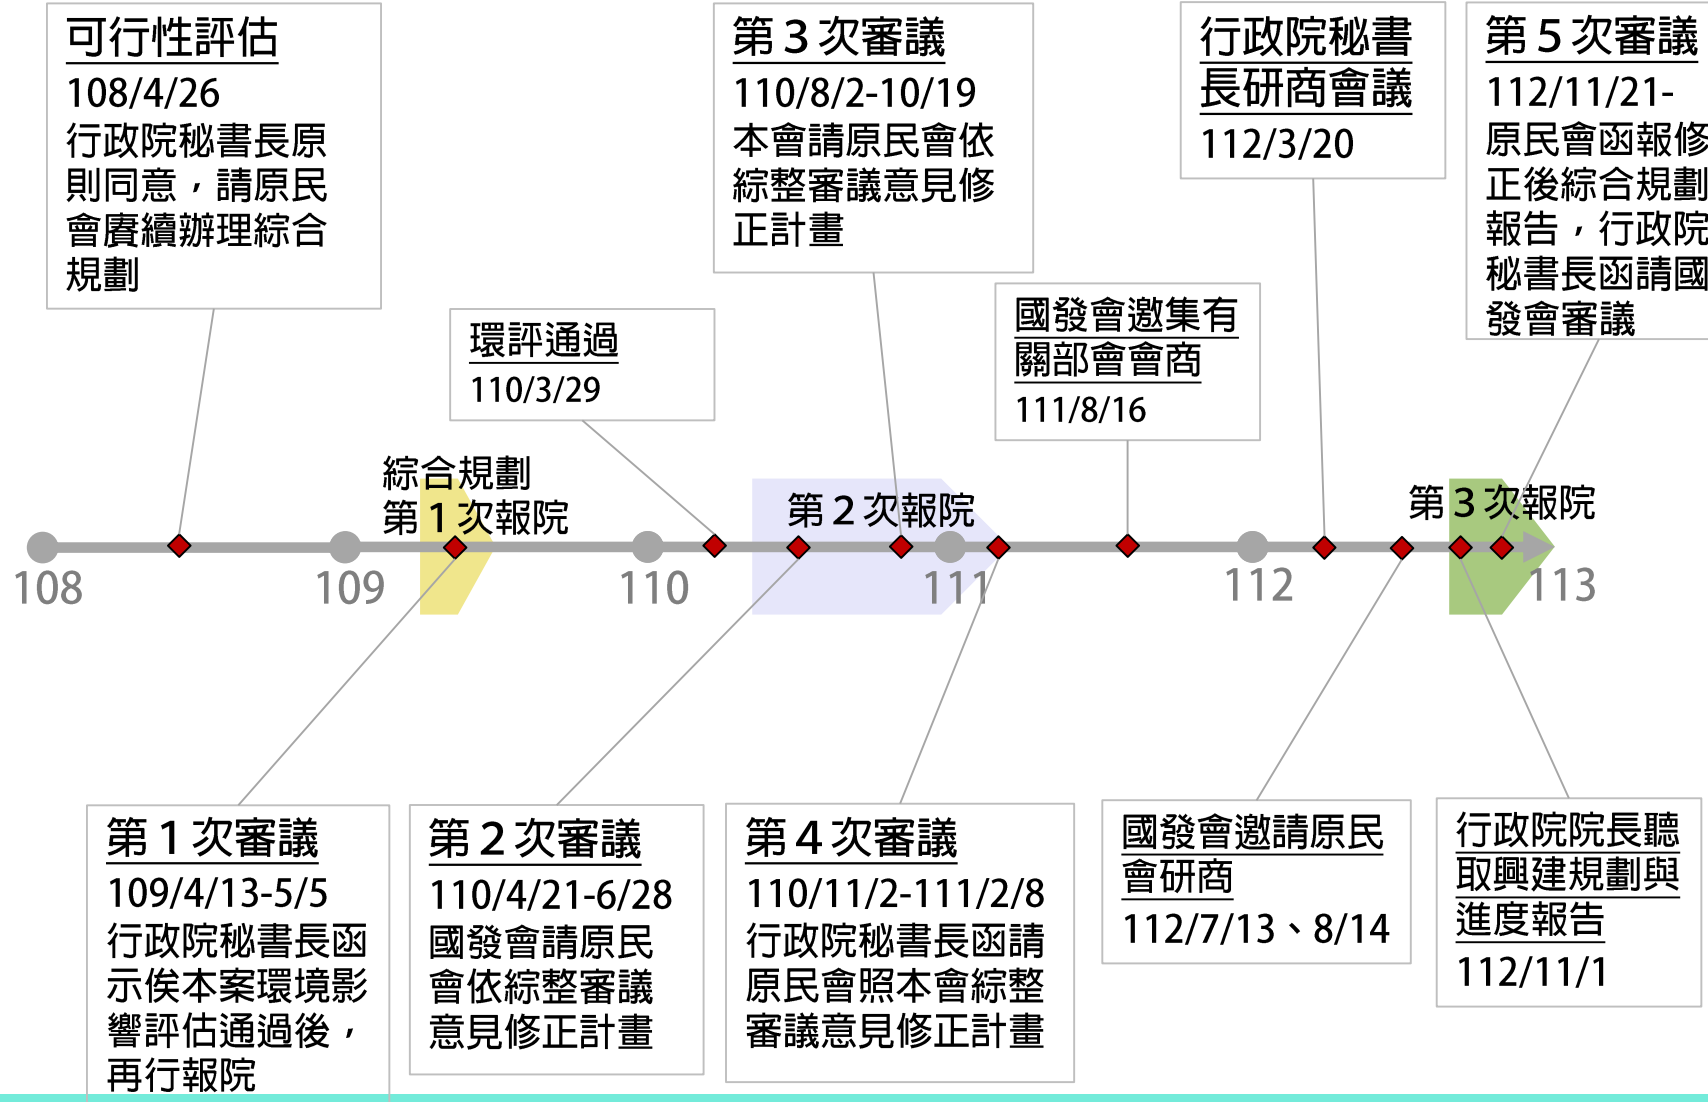 可行性評估
108/4/26
行政院秘書長原
則同意，請原民
會賡續辦理綜合
規劃
環評通過
110/3/29
第3次審議
110/8/2-10/19
本會請原民會依
綜整審議意見修
正計畫
國發會邀集有
關部會會商
111/8/16
行政院秘書
長研商會議
112/3/20
第5次審議
112/11/21-
原民會函報修
正後綜合規劃
報告，行政院
秘書長函請國
發會審議
綜合規劃
第1次報院
第2次報院
第3次報院
108
109
110
111
112
113
第1次審議
109/4/13-5/5
行政院秘書長函
示俟本案環境影
響評估通過後，
再行報院
第2次審議
110/4/21-6/28
國發會請原民
會依綜整審議
意見修正計畫
第4次審議
110/11/2-111/2/8
行政院秘書長函請
原民會照本會綜整
審議意見修正計畫
國發會邀請原民
會研商
112/7/13、8/14
行政院院長聽
取興建規劃與
進度報告
112/11/1